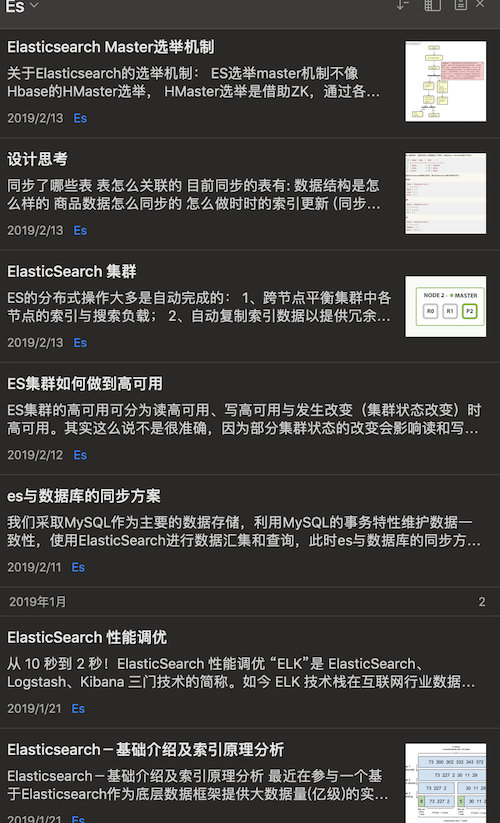 Es
Elasticsearch Master选举机制
关于Elasticsearch的选举机制： ES选举master机制不像
Hbase的HMaster选举， HMaster选举是借助ZK，通过各...
2019/2/13 Es
设计思考
同步了哪些表 表怎么关联的 目前同步的表有: 数据结构是怎
么样的 商品数据怎么同步的 怎么做时时的索引更新 (同步...
2019/2/13 Es
ElasticSearch 集群
ES的分布式操作大多是自动完成的： 1、跨节点平衡集群中各
节点的索引与搜索负载； 2、自动复制索引数据以提供冗余...
2019/2/13 Es
NODE 2 - ★ MASTER
R0 R1 P2
ES集群如何做到高可用
ES集群的高可用可分为读高可用、写高可用与发生改变（集群状态改变）时
高可用。其实这么说不是很准确，因为部分集群状态的改变会影响读和写...
2019/2/12 Es
es与数据库的同步方案
我们采取MySQL作为主要的数据存储，利用MySQL的事务特性维护数据一
致性，使用ElasticSearch进行数据汇集和查询，此时es与数据库的同步方...
2019/2/11 Es
2019年1月 2
ElasticSearch 性能调优
从 10 秒到 2 秒！ElasticSearch 性能调优 “ELK”是 ElasticSearch、
Logstash、Kibana 三门技术的简称。如今 ELK 技术栈在互联网行业数据...
2019/1/21 Es
Elasticsearch－基础介绍及索引原理分析
Elasticsearch－基础介绍及索引原理分析 最近在参与一个基
于Elasticsearch作为底层数据框架提供大数据量(亿级)的实...
2019/1/21 Es
73 300 302 332 343 372
73 227 2 30 11 29
8 73 227 2 8 30 11 29